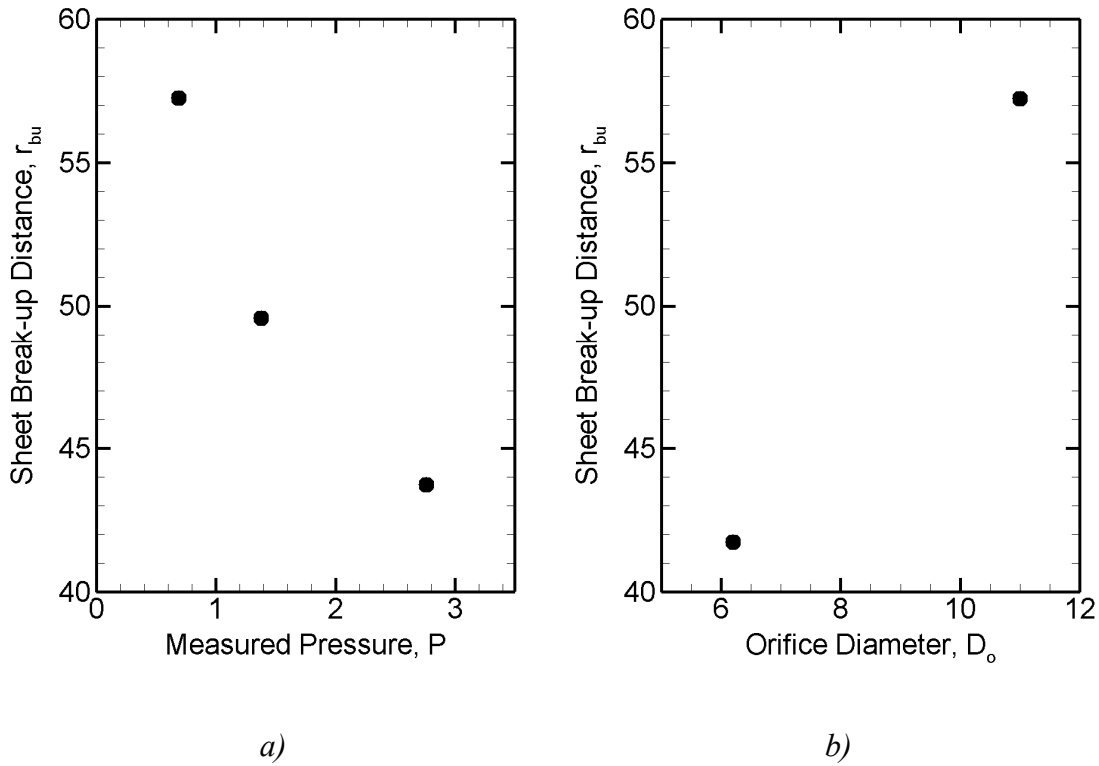 60
55
50
45
40
Sheet Break-up Distance, r_bu
0 1 2 3
Measured Pressure, P
a)
60
55
50
45
40
Sheet Break-up Distance, r_bu
6 8 10 12
Orifice Diameter, D_o
b)